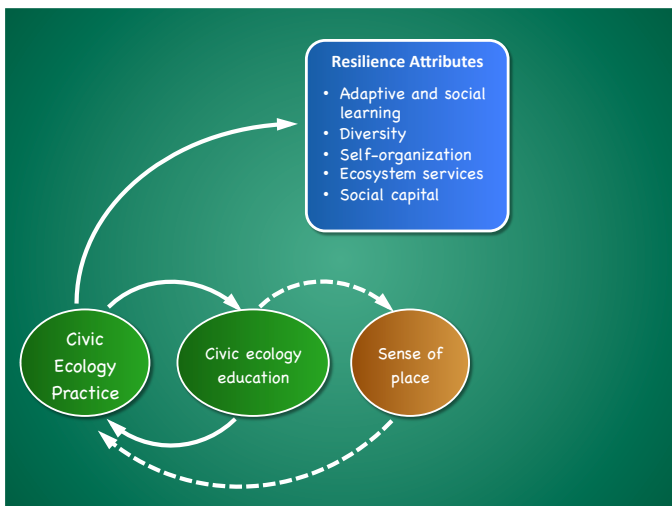 Resilience Attributes
• Adaptive and social
learning
• Diversity
• Self-organization
• Ecosystem services
• Social capital
Civic
Ecology
Practice
Civic ecology
education
Sense of
place